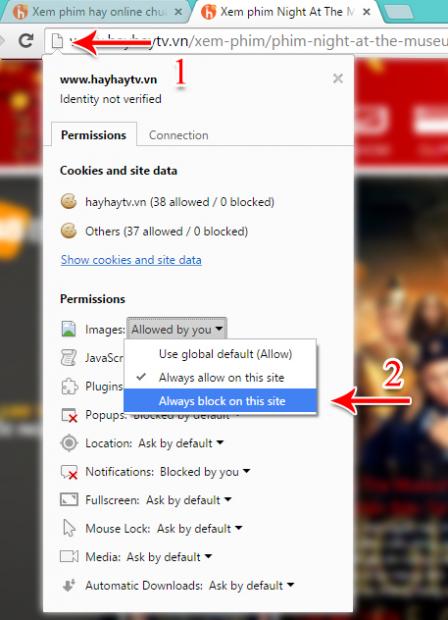 Xem phim hay online chu
Xem phim Night At The M
.hayhaytv.vn/xem-phim/phim-night-at-the-museu
1
www.hayhaytv.vn
Identity not verified
Permissions Connection
Cookies and site data
hayhaytv.vn (38 allowed / 0 blocked)
Others (37 allowed / 0 blocked)
Show cookies and site data
Permissions
Images: Allowed by you
Use global default (Allow)
JavaScr
Always allow on this site
Plugins
Always block on this site
2
Popups: Blocked by default
Location: Ask by default
Notifications: Blocked by you
Fullscreen: Ask by default
Mouse Lock: Ask by default
Media: Ask by default
Automatic Downloads: Ask by default